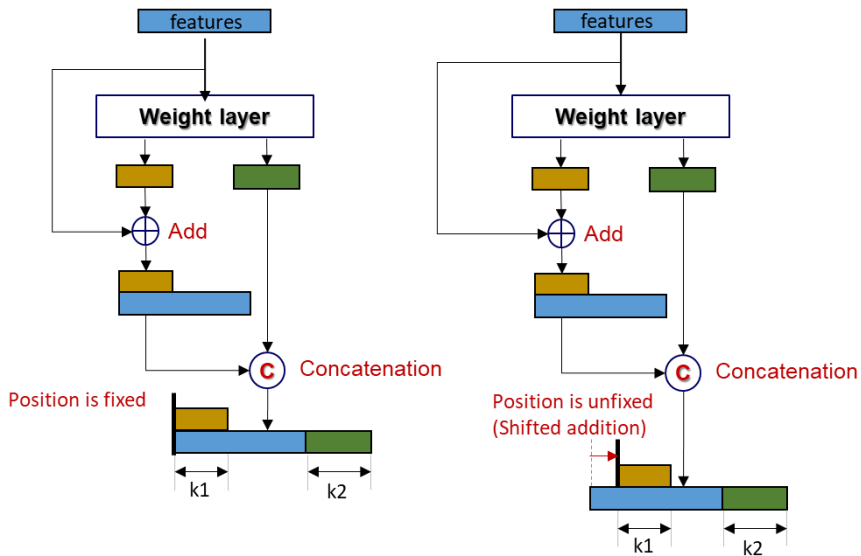 features
Weight layer
Add
C
Concatenation
Position is fixed
k1
k2
features
Weight layer
Add
C
Concatenation
Position is unfixed
(Shifted addition)
k1
k2